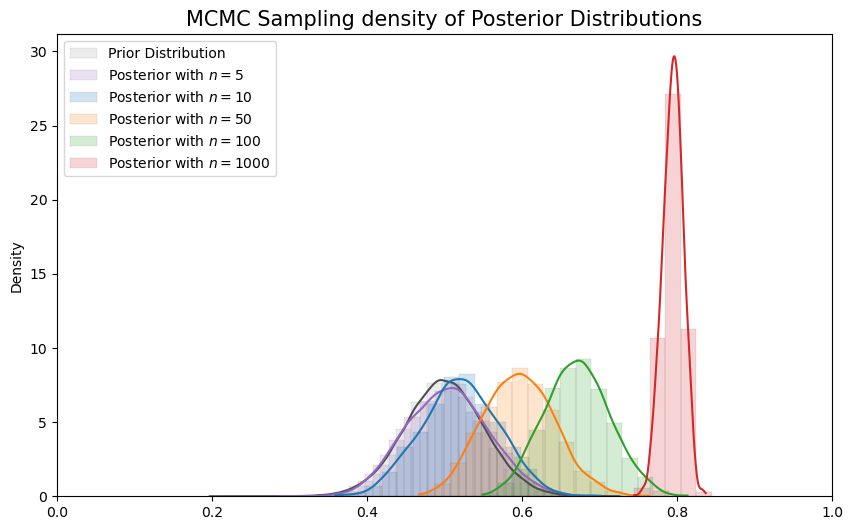 MCMC Sampling density of Posterior Distributions
30
25
20
15
10
5
0
Density
Prior Distribution
Posterior with n = 5
Posterior with n = 10
Posterior with n = 50
Posterior with n = 100
Posterior with n = 1000
0.0 0.2 0.4 0.6 0.8 1.0